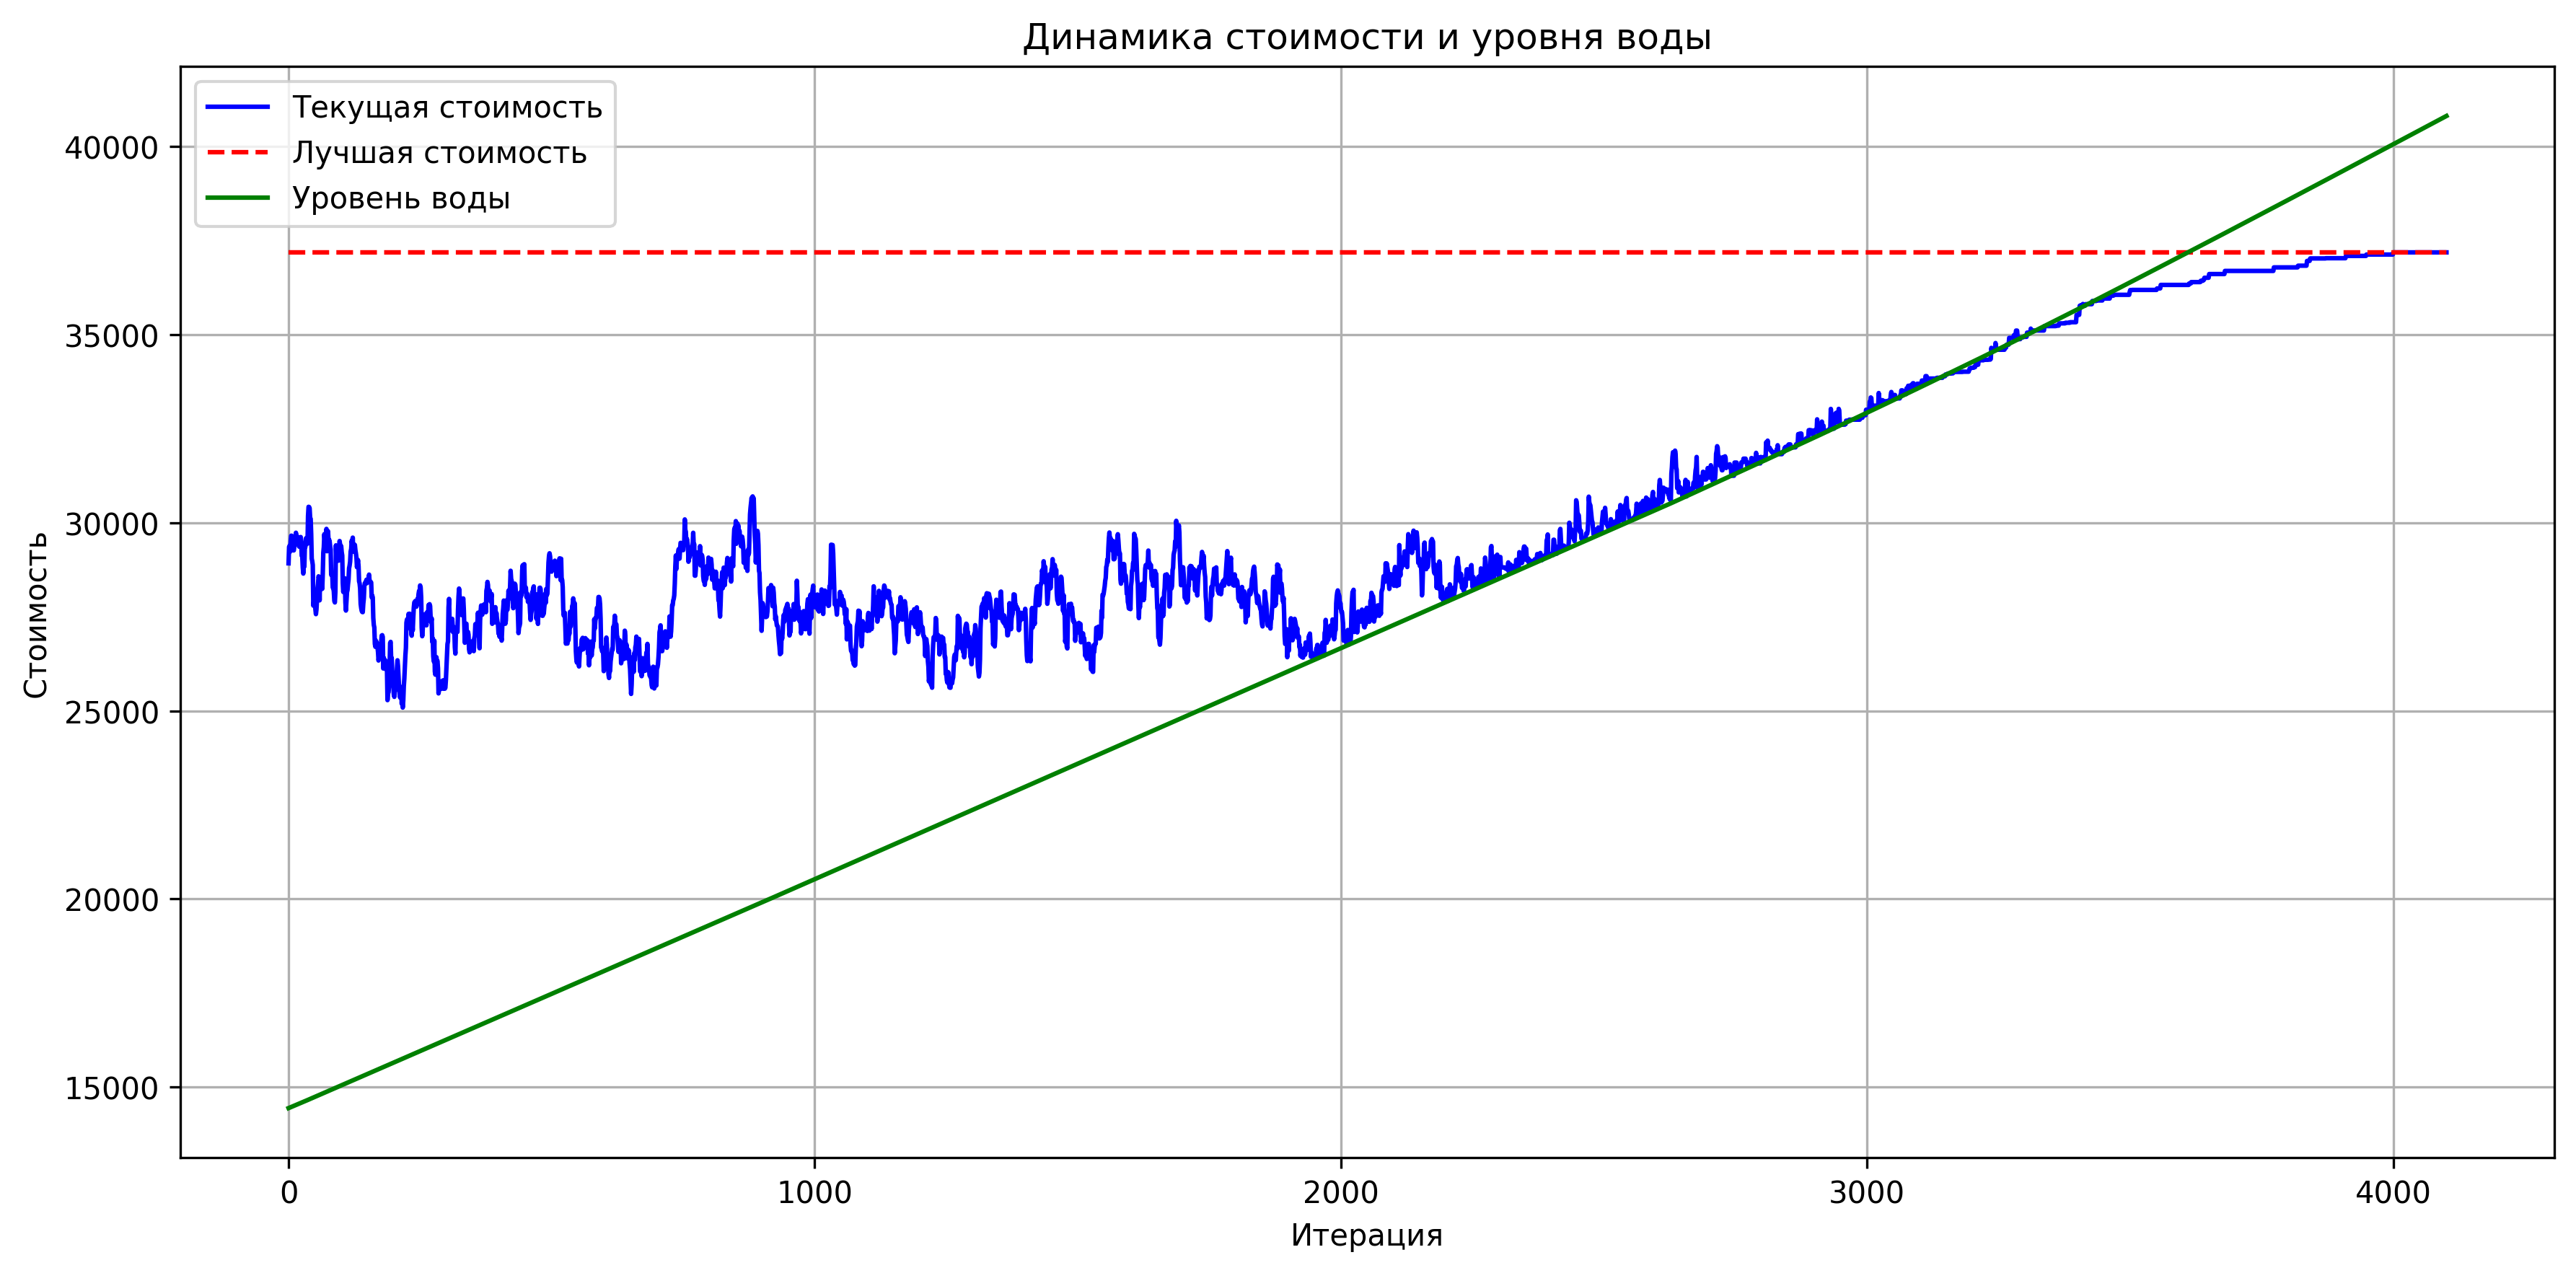 Динамика стоимости и уровня воды
Текущая стоимость
Лучшая стоимость
Уровень воды
Стоимость
40000
35000
30000
25000
20000
15000
0 1000 2000 3000 4000
Итерация